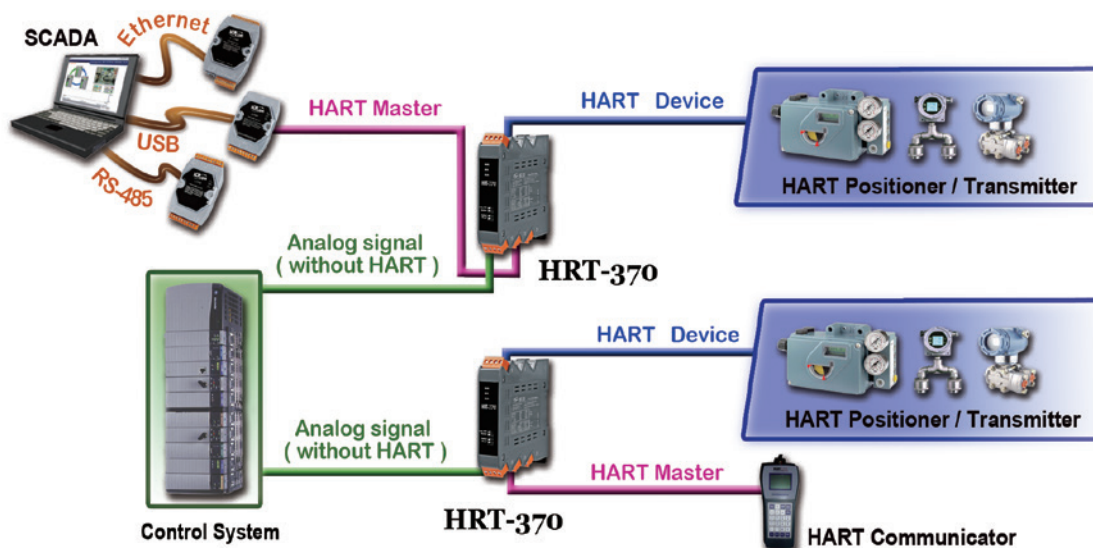 SCADA
Ethernet
USB
RS-485
HART Master
HART Device
HART Positioner / Transmitter
Analog signal
( without HART )
HRT-370
HART Device
HART Positioner / Transmitter
Analog signal
( without HART )
HART Master
HRT-370
Control System
HART Communicator